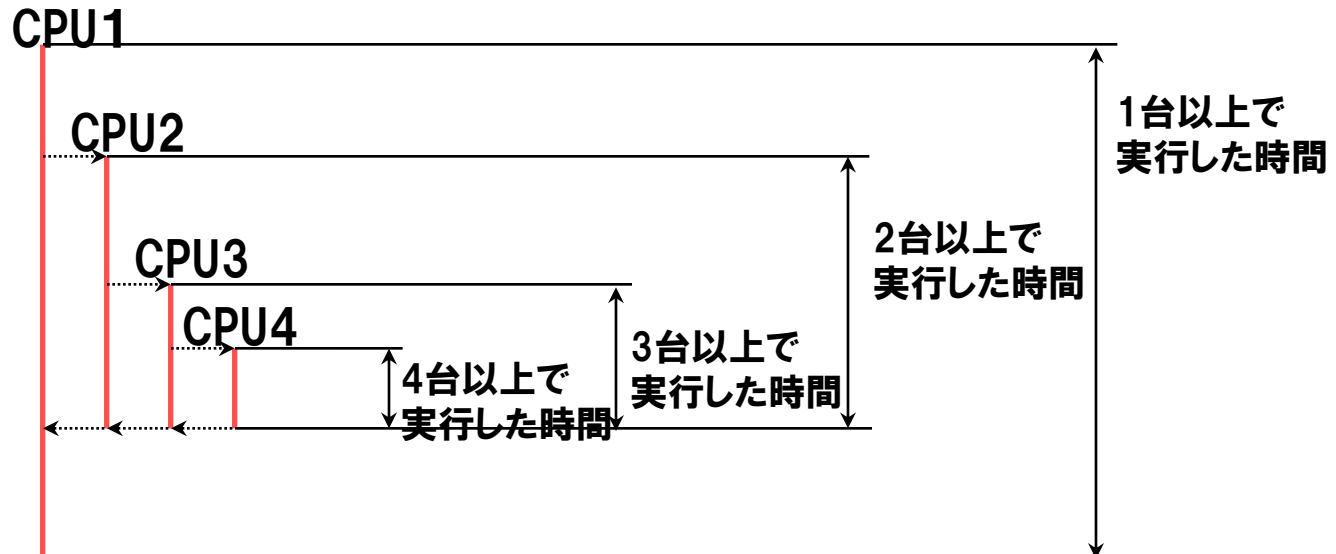 CPU1
1台以上で
実行した時間
CPU2
2台以上で
実行した時間
CPU3
3台以上で
実行した時間
CPU4
4台以上で
実行した時間